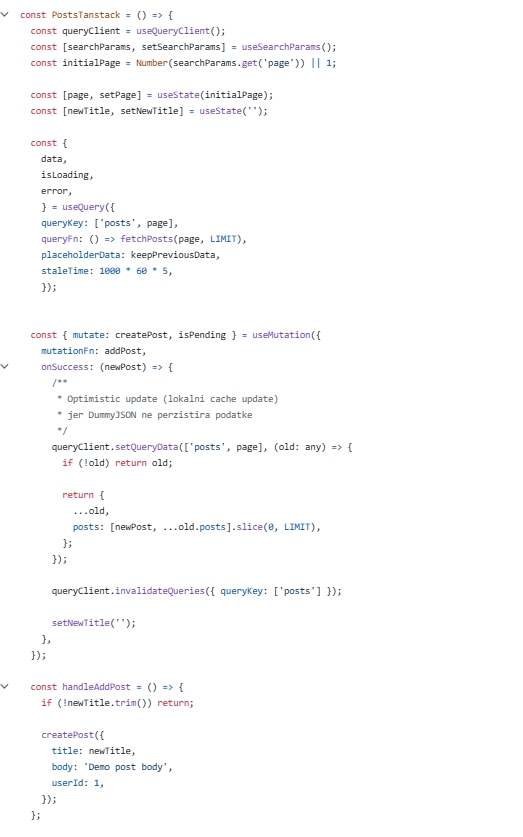 const PostsTanstack = () => {
const queryClient = useQueryClient();
const [searchParams, setSearchParams] = useSearchParams();
const initialPage = Number(searchParams.get('page')) || 1;
const [page, setPage] = useState(initialPage);
const [newTitle, setNewTitle] = useState('');
const {
data,
isLoading,
error,
} = useQuery({
queryKey: ['posts', page],
queryFn: () => fetchPosts(page, LIMIT),
placeholderData: keepPreviousData,
staleTime: 1000 * 60 * 5,
});
const { mutate: createPost, isPending } = useMutation({
mutationFn: addPost,
onSuccess: (newPost) => {
/**
* Optimistic update (lokalni cache update)
* jer DummyJSON ne perzistira podatke
*/
queryClient.setQueryData(['posts', page], (old: any) => {
if (!old) return old;
return {
...old,
posts: [newPost, ...old.posts].slice(0, LIMIT),
};
});
queryClient.invalidateQueries({ queryKey: ['posts'] });
setNewTitle('');
},
});
const handleAddPost = () => {
if (!newTitle.trim()) return;
createPost({
title: newTitle,
body: 'Demo post body',
userId: 1,
});
};